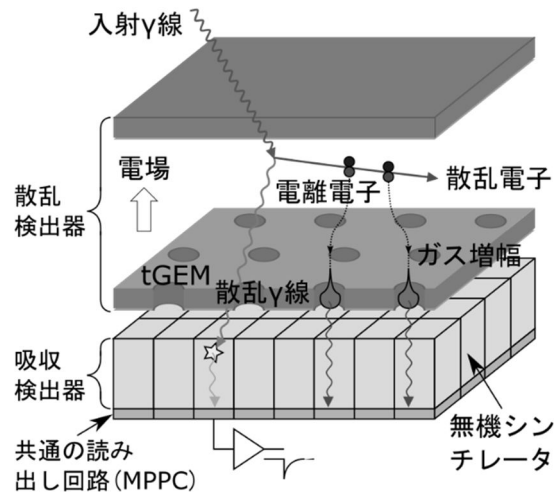 入射γ線
散乱
検出器
電場
電離電子
散乱電子
tGEM
散乱γ線
ガス増幅
吸収
検出器
共通の読み
出し回路(MPPC)
無機シン
チレータ